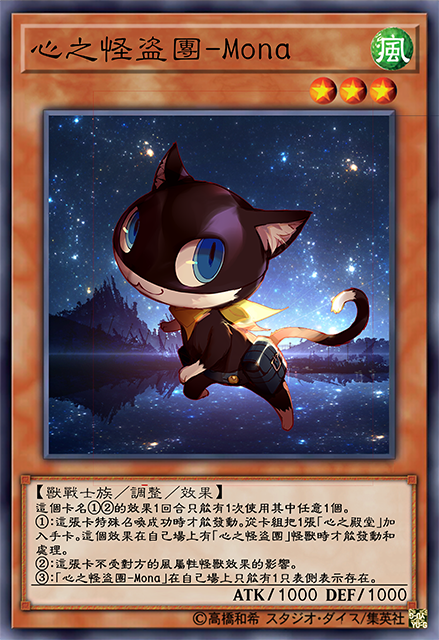 心之怪盜團-Mona
風
【獸戰士族／調整／效果】
這個卡名①②的效果1回合只能有1次使用其中任意1個。
①:這張卡特殊召喚成功時才能發動。從卡組把1張「心之殿堂」加
入手卡。這個效果在自己場上有「心之怪盜團」怪獸時才能發動和
處理。
②:這張卡不受對方的風屬性怪獸效果的影響。
③:「心之怪盜團-Mona」在自己場上只能有1只表側表示存在。
ATK/1000 DEF/1000
©高橋和希 スタジオ・ダイス/集英社